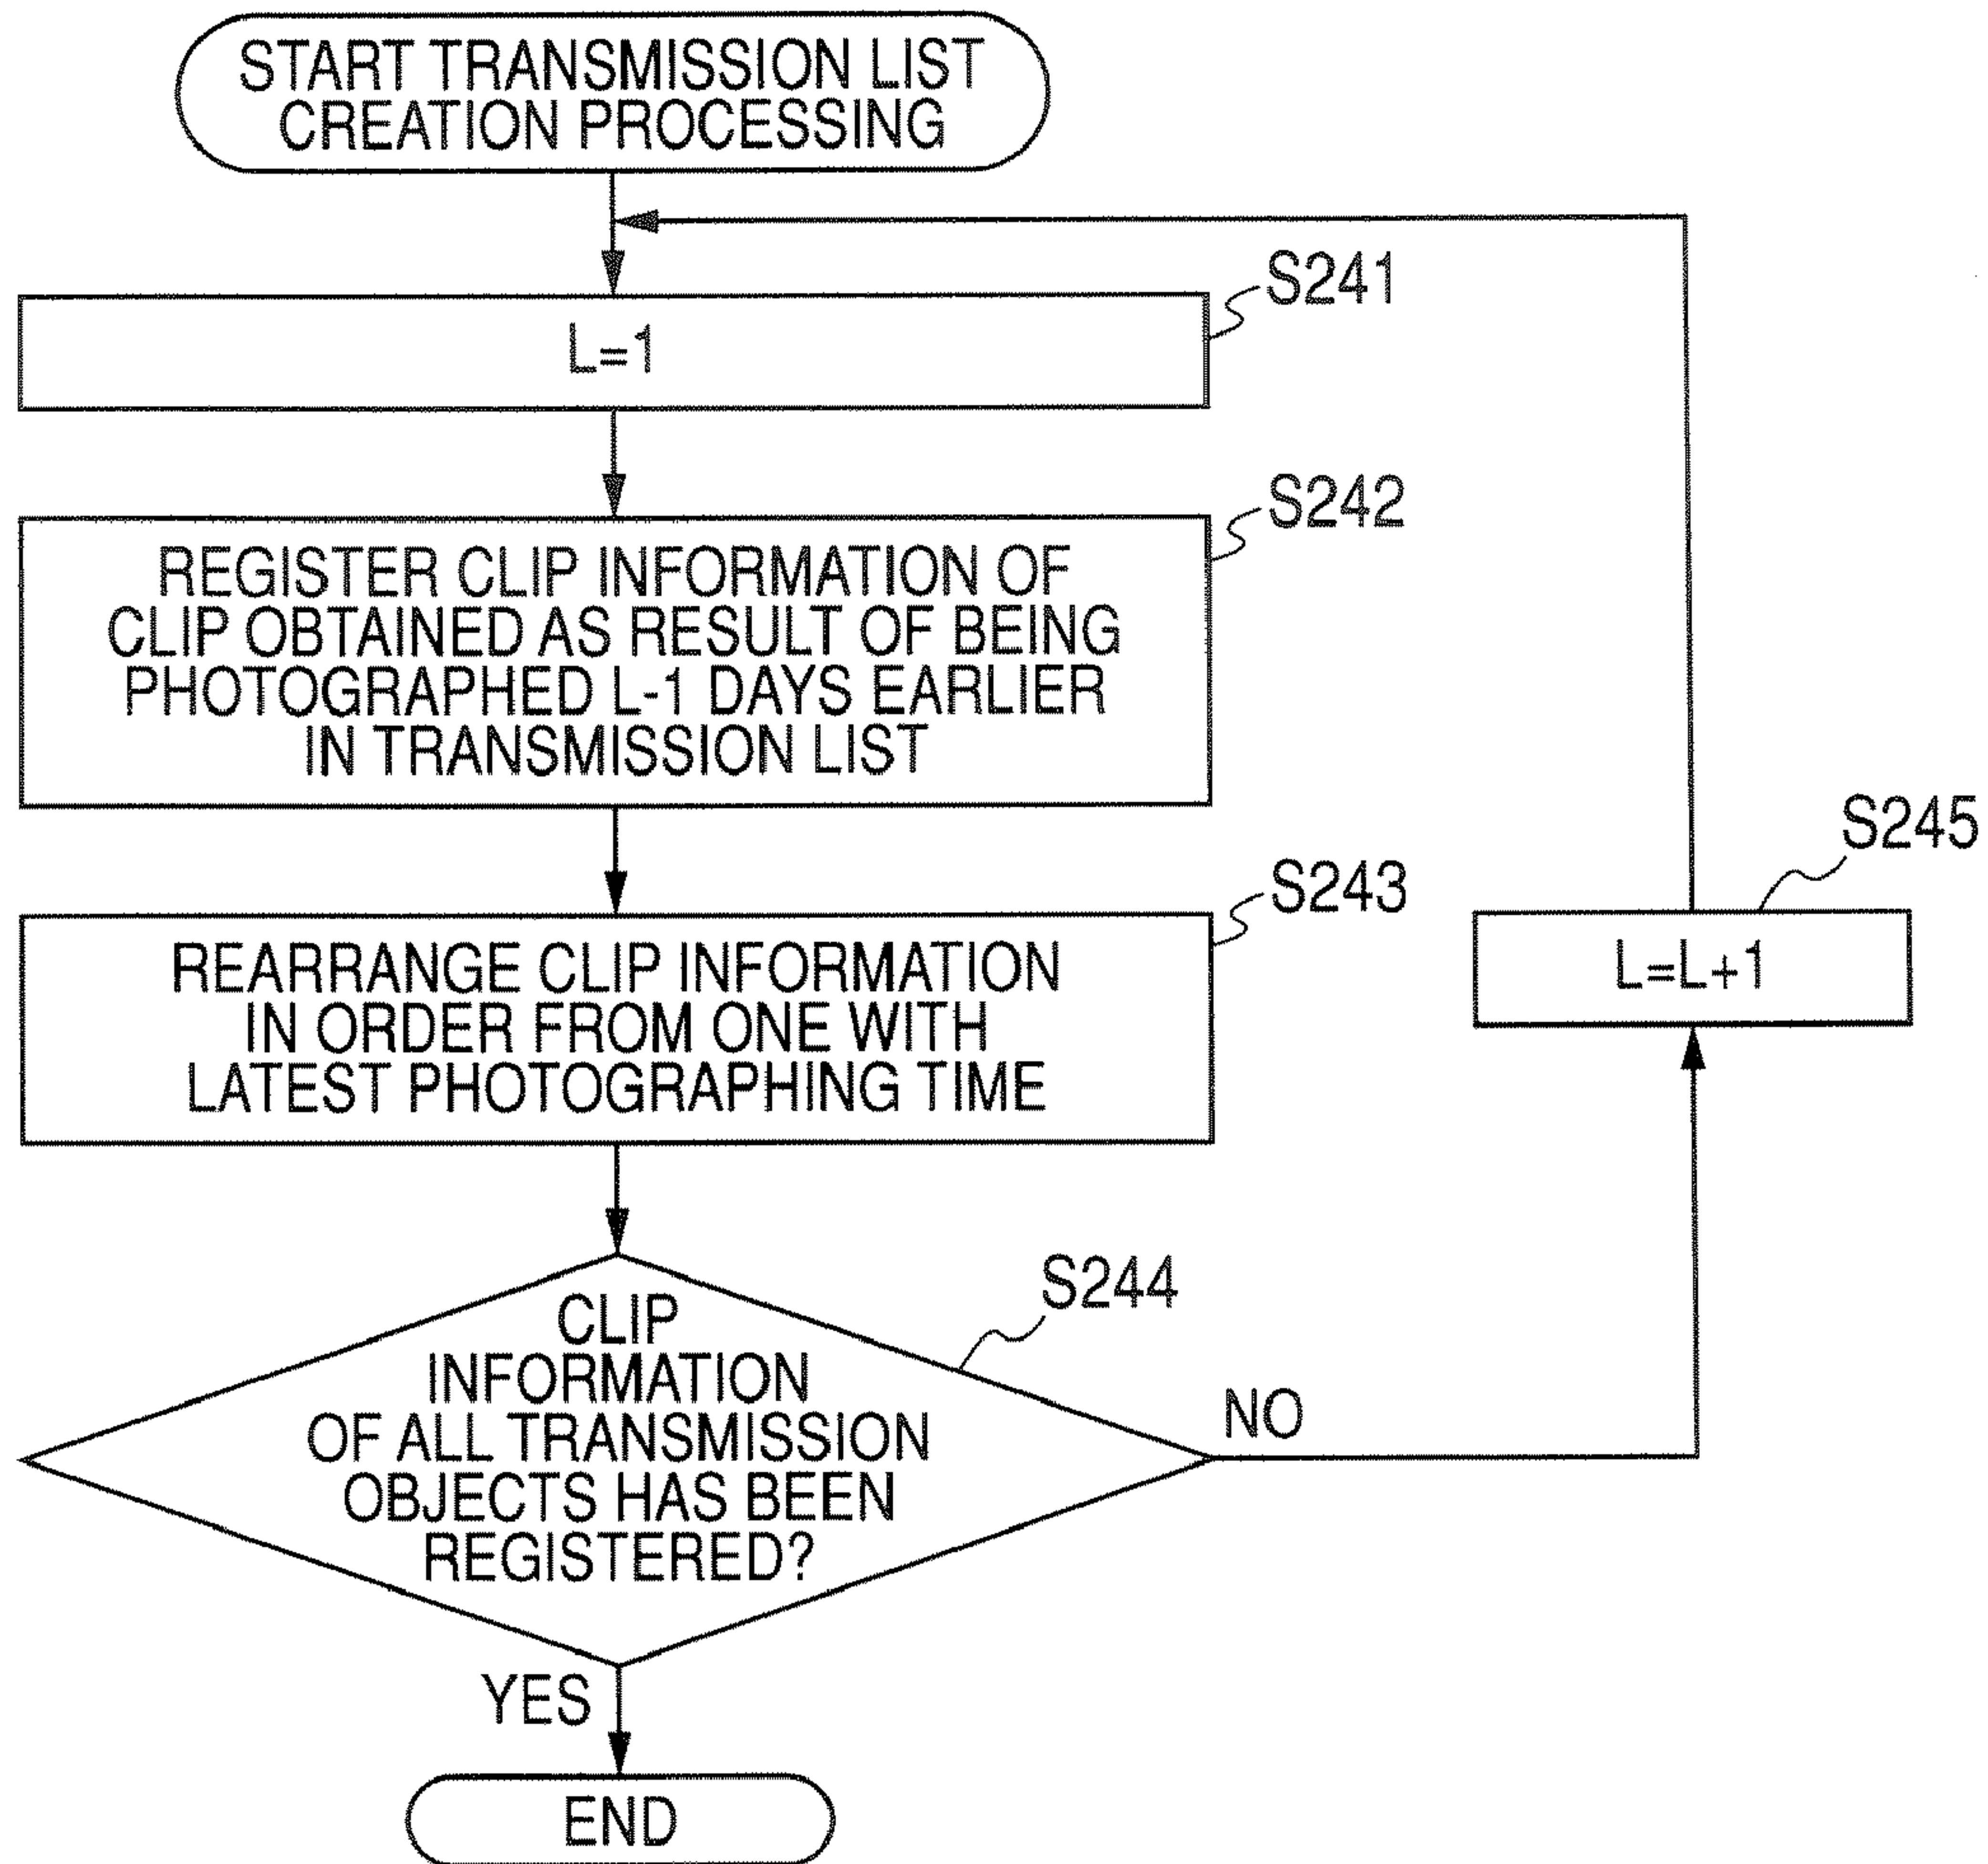 START TRANSMISSION LIST
CREATION PROCESSING
S241
L=1
S242
REGISTER CLIP INFORMATION OF
CLIP OBTAINED AS RESULT OF BEING
PHOTOGRAPHED L-1 DAYS EARLIER
IN TRANSMISSION LIST
S243
REARRANGE CLIP INFORMATION
IN ORDER FROM ONE WITH
LATEST PHOTOGRAPHING TIME
S245
L=L+1
S244
CLIP
INFORMATION
OF ALL TRANSMISSION
OBJECTS HAS BEEN
REGISTERED?
NO
YES
END